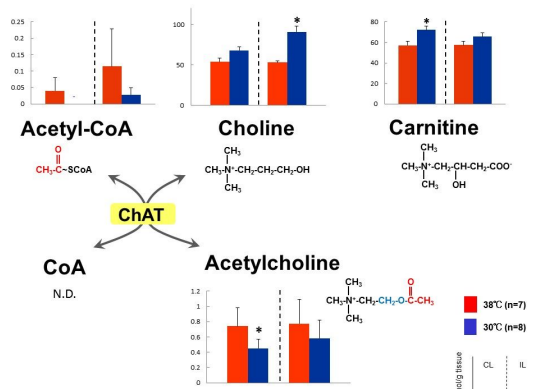 0.25
0.2
0.15
0.1
0.05
0
100
50
0
*
80
60
40
20
0
*
Acetyl-CoA
Choline
Carnitine
O
CH₃-C~SCoA
CH₃
CH₃-N⁺-CH₂-CH₂-CH₂-OH
CH₃
CH₃
CH₃-N⁺-CH₂-CH-CH₂-COO⁻
CH₃
OH
ChAT
CoA
N.D.
Acetylcholine
1.2
1
0.8
0.6
0.4
0.2
0
*
O
CH₃
CH₃-N⁺-CH₂-CH₂-O-C-CH₃
CH₃
38℃ (n=7)
30℃ (n=8)
ol/g tissue
CL
IL